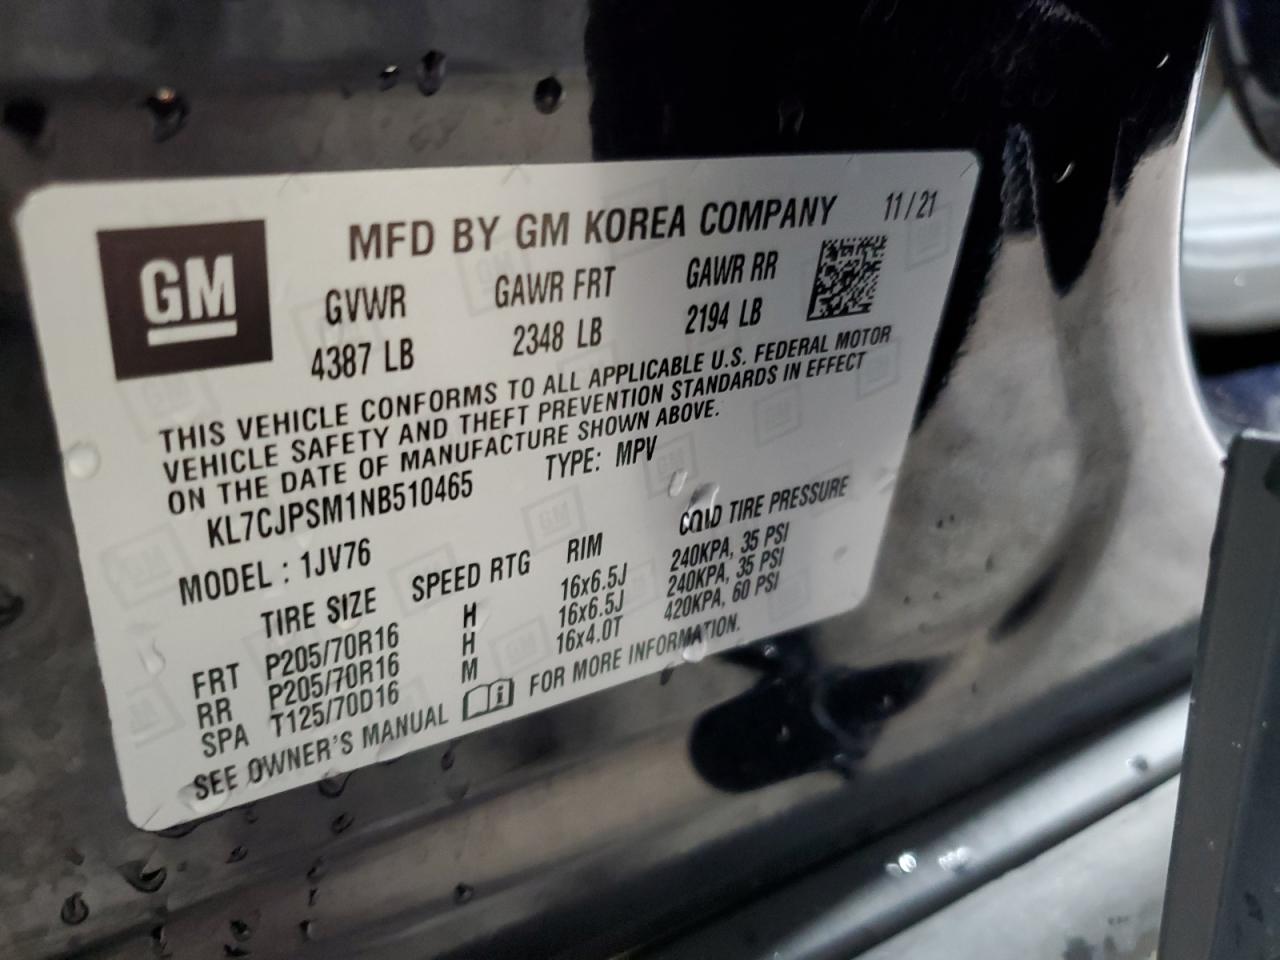 GM
MFD BY GM KOREA COMPANY 11/21
GVWR GAWR FRT GAWR RR
4387 LB 2348 LB 2194 LB
THIS VEHICLE CONFORMS TO ALL APPLICABLE U.S. FEDERAL MOTOR
VEHICLE SAFETY AND THEFT PREVENTION STANDARDS IN EFFECT
ON THE DATE OF MANUFACTURE SHOWN ABOVE.
KL7CJPSM1NB510465 TYPE: MPV
MODEL : 1JV76
TIRE SIZE SPEED RTG RIM COLD TIRE PRESSURE
FRT P205/70R16 H 16x6.5J 240KPA, 35 PSI
RR P205/70R16 H 16x6.5J 240KPA, 35 PSI
SPA T125/70D16 M 16x4.0T 420KPA, 60 PSI
SEE OWNER'S MANUAL FOR MORE INFORMATION.